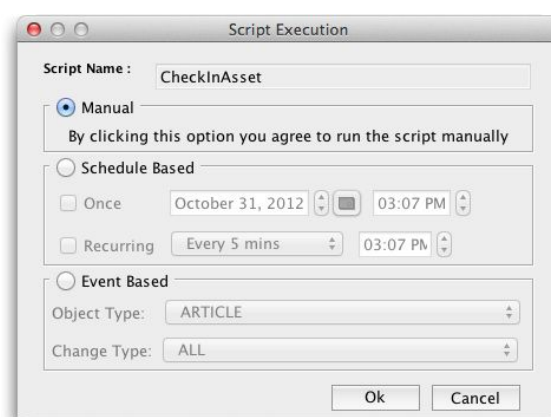 Script Execution
Script Name : CheckInAsset
Manual
By clicking this option you agree to run the script manually
Schedule Based
Once October 31, 2012 03:07 PM
Recurring Every 5 mins 03:07 PM
Event Based
Object Type: ARTICLE
Change Type: ALL
Ok Cancel